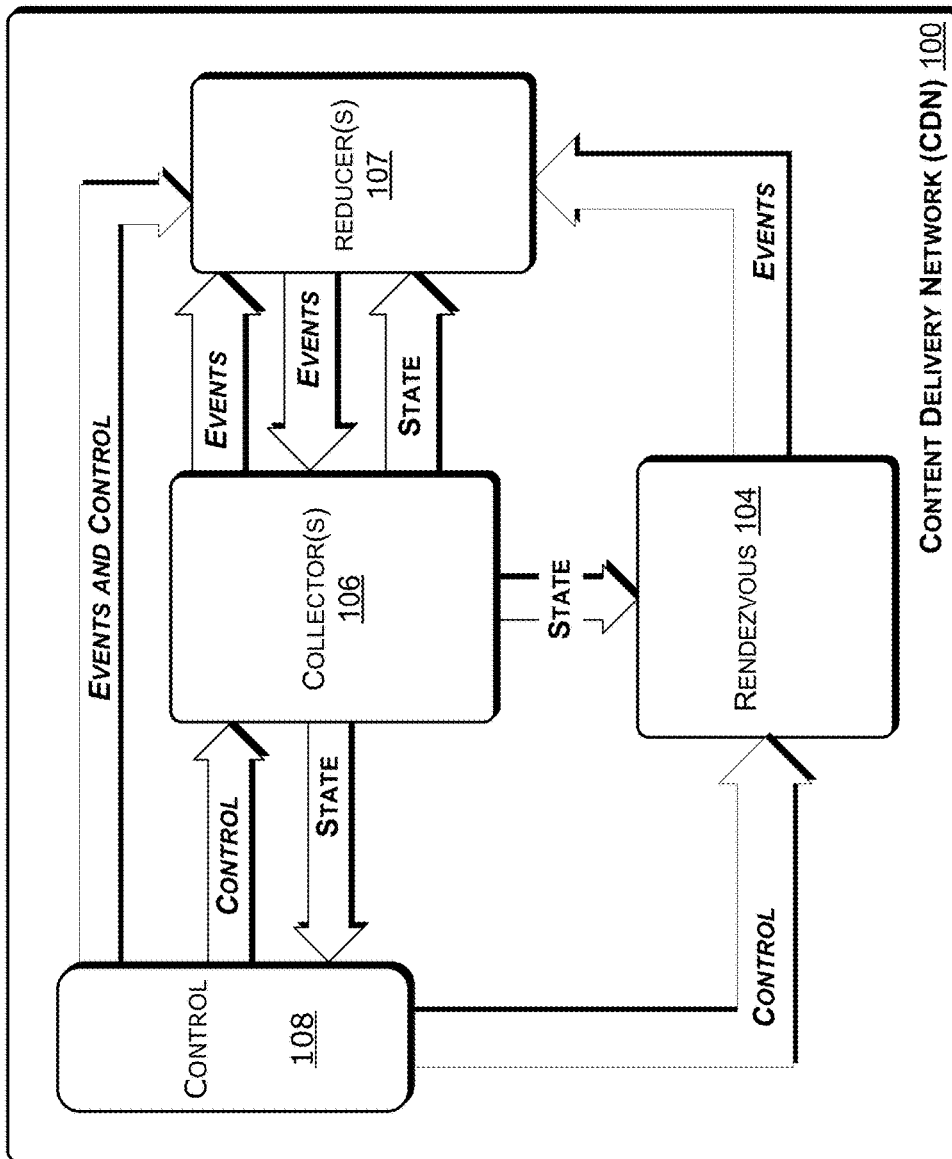 EVENTS AND CONTROL
CONTROL
108
CONTROL
STATE
COLLECTOR(S)
106
EVENTS
EVENTS
STATE
REDUCER(S)
107
STATE
CONTROL
RENDEZVOUS 104
EVENTS
CONTENT DELIVERY NETWORK (CDN) 100